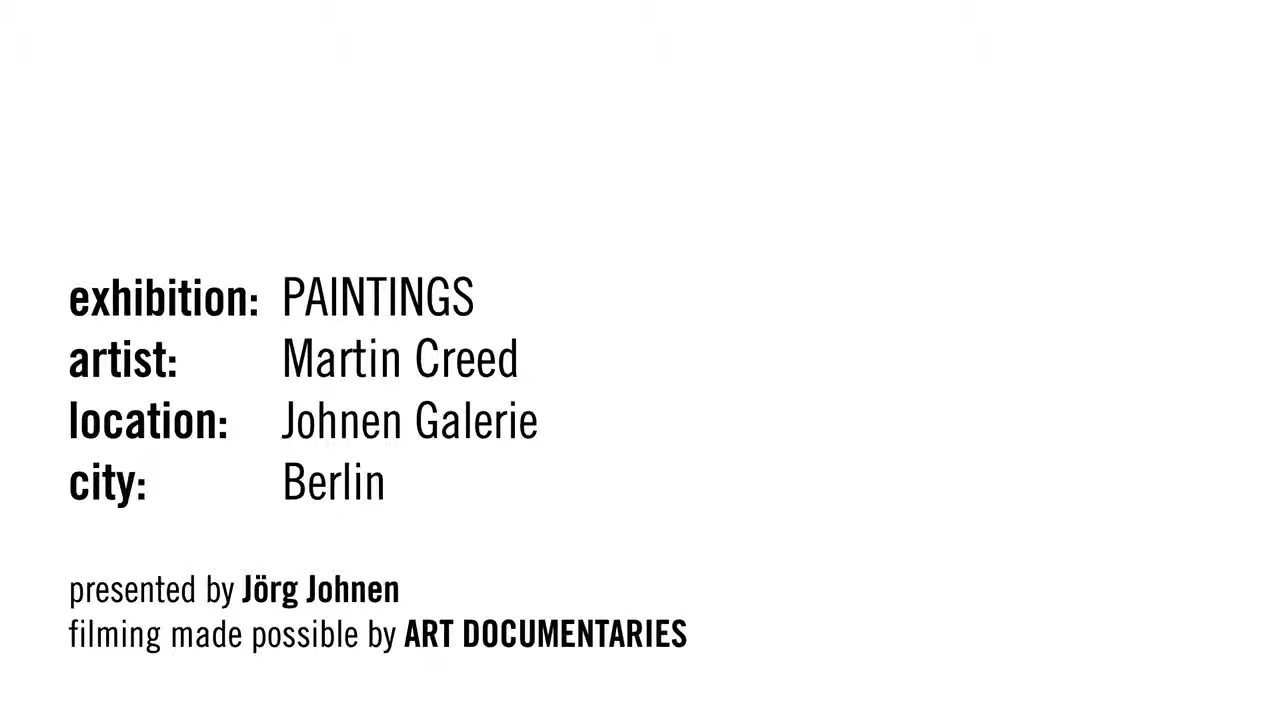 exhibition: PAINTINGS
artist: Martin Creed
location: Johnen Galerie
city: Berlin
presented by Jörg Johnen
filming made possible by ART DOCUMENTARIES